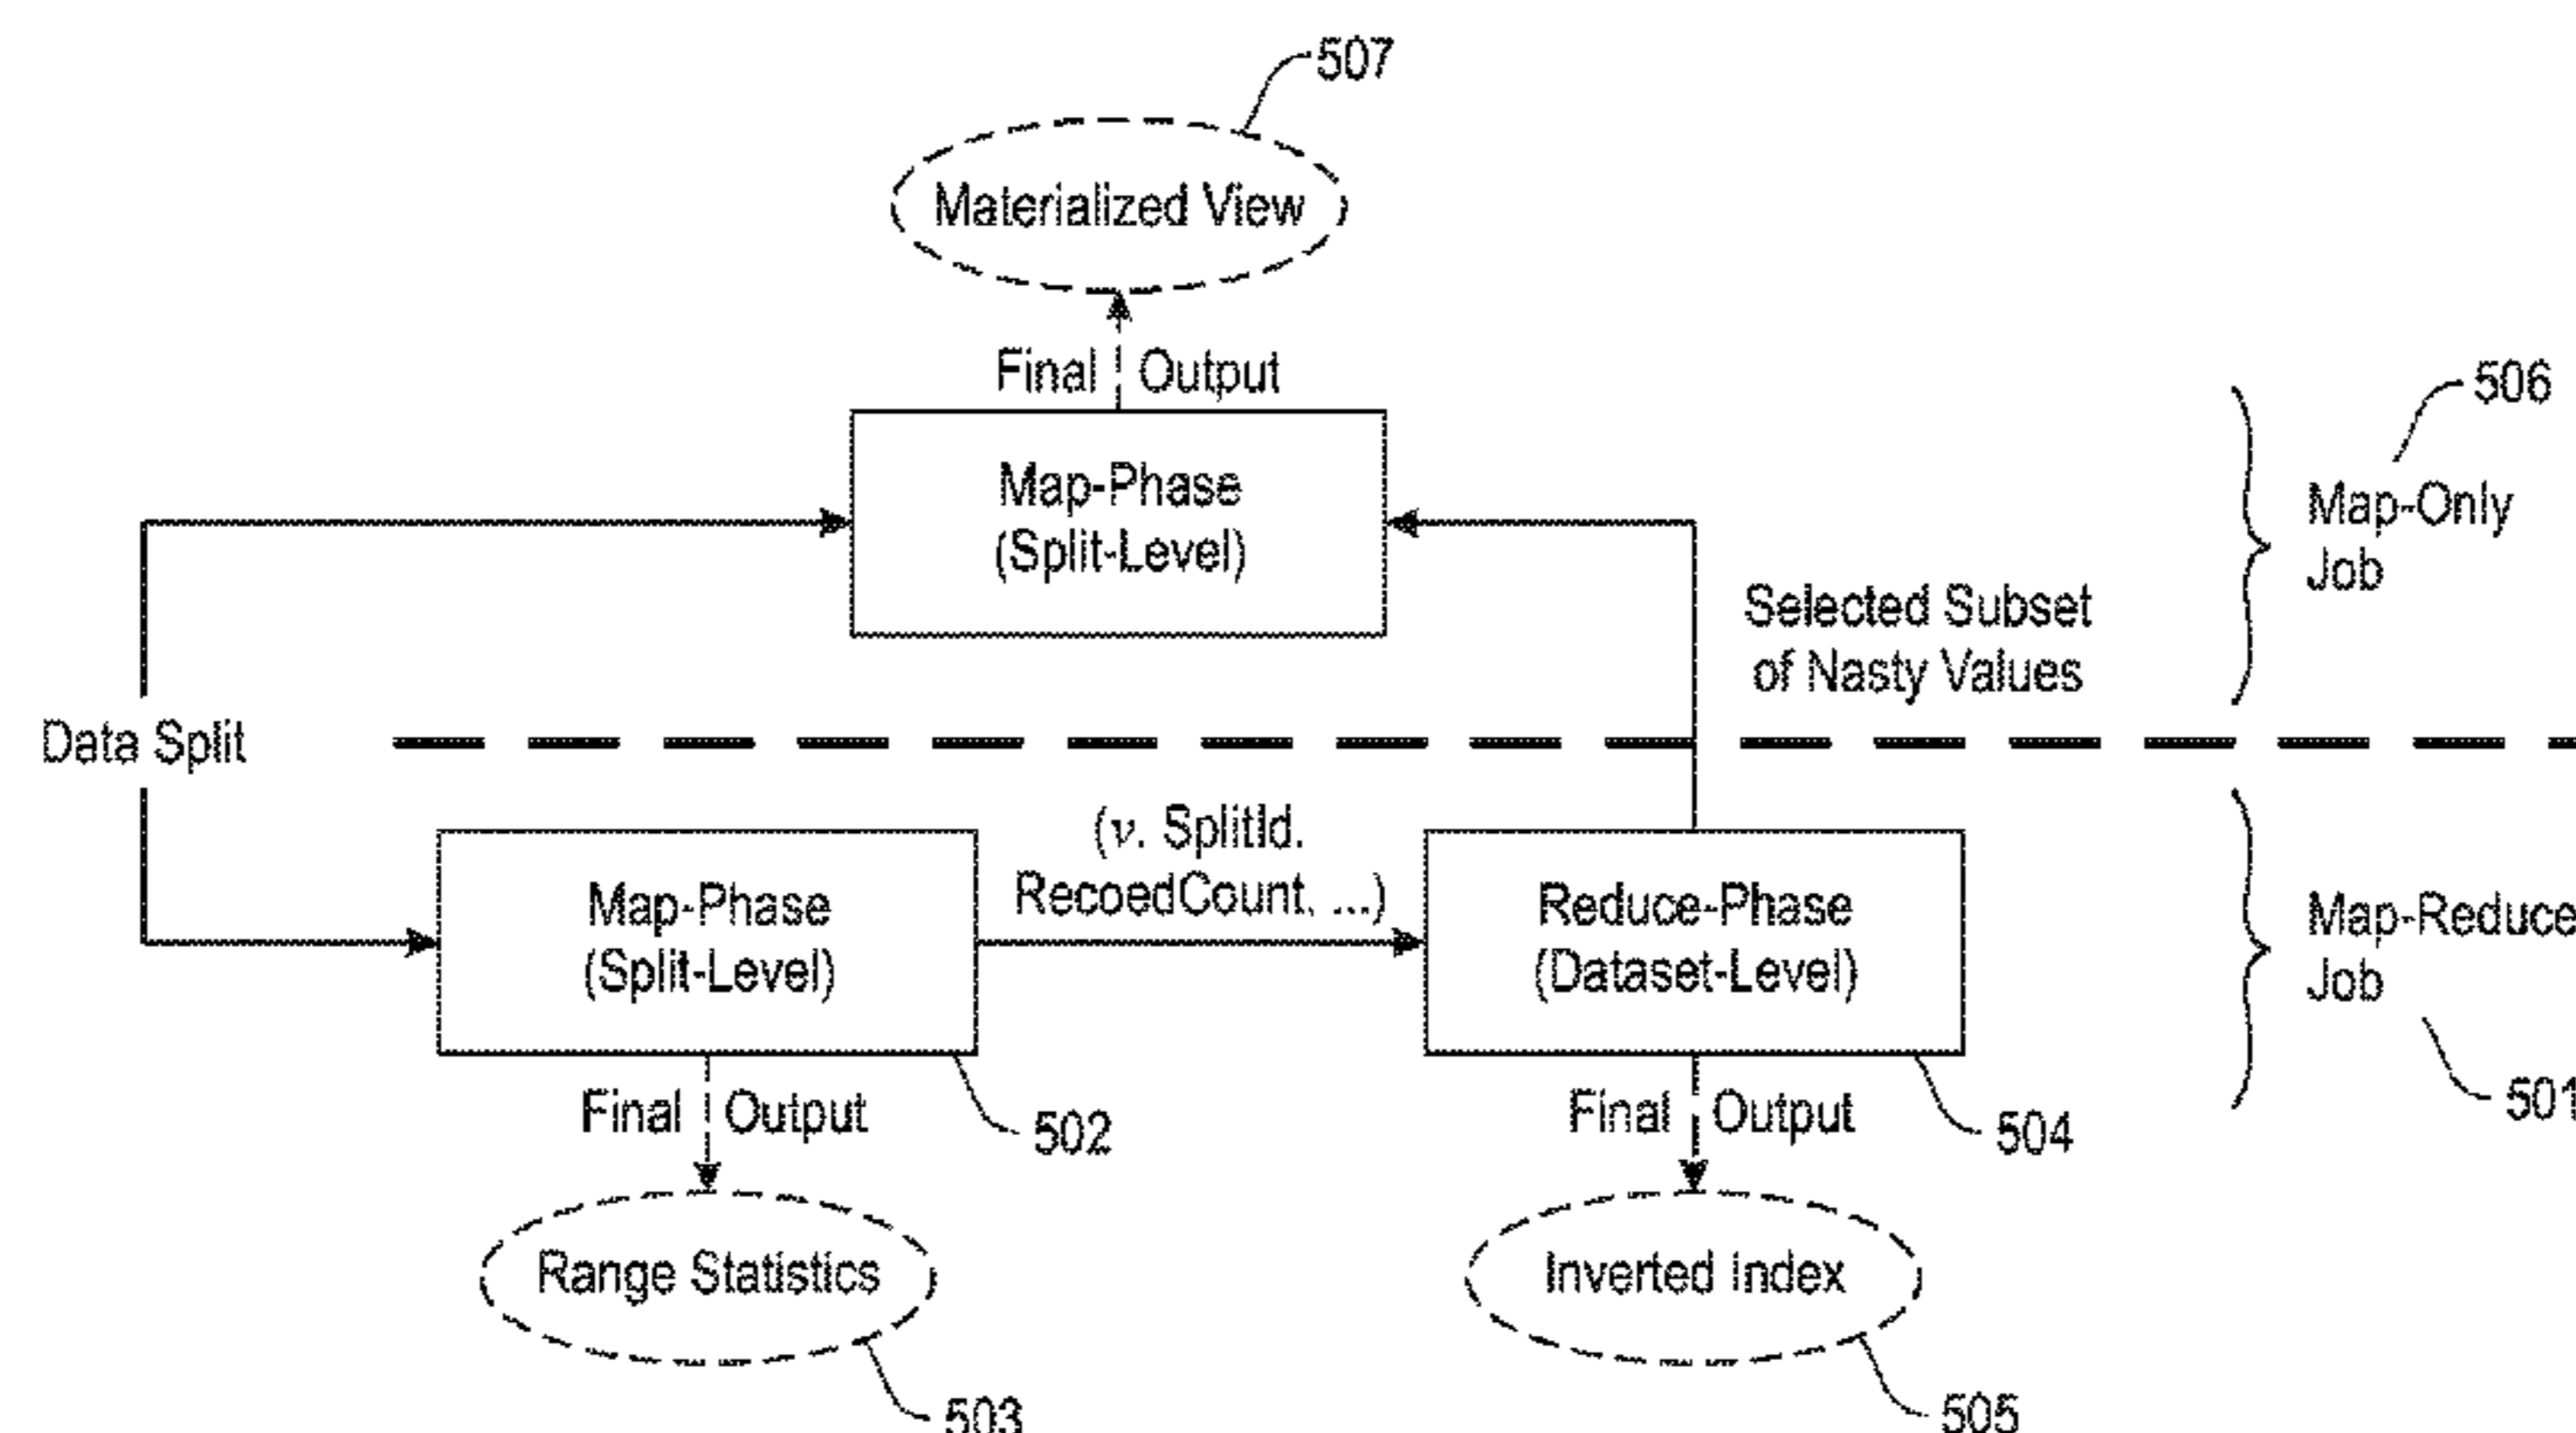 507
Materialized View
Final Output
506
Map-Phase
(Split-Level)
Map-Only
Job
Selected Subset
of Nasty Values
Data Split
(v. SplitId.
RecoedCount. ...)
Map-Phase
(Split-Level)
Reduce-Phase
(Dataset-Level)
Map-Reduce
Job
501
Final Output
502
Final Output
504
Range Statistics
Inverted Index
503
505